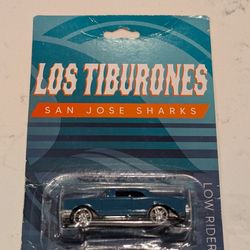 LOS TIBURONES
SAN JOSE SHARKS
LOW RIDER